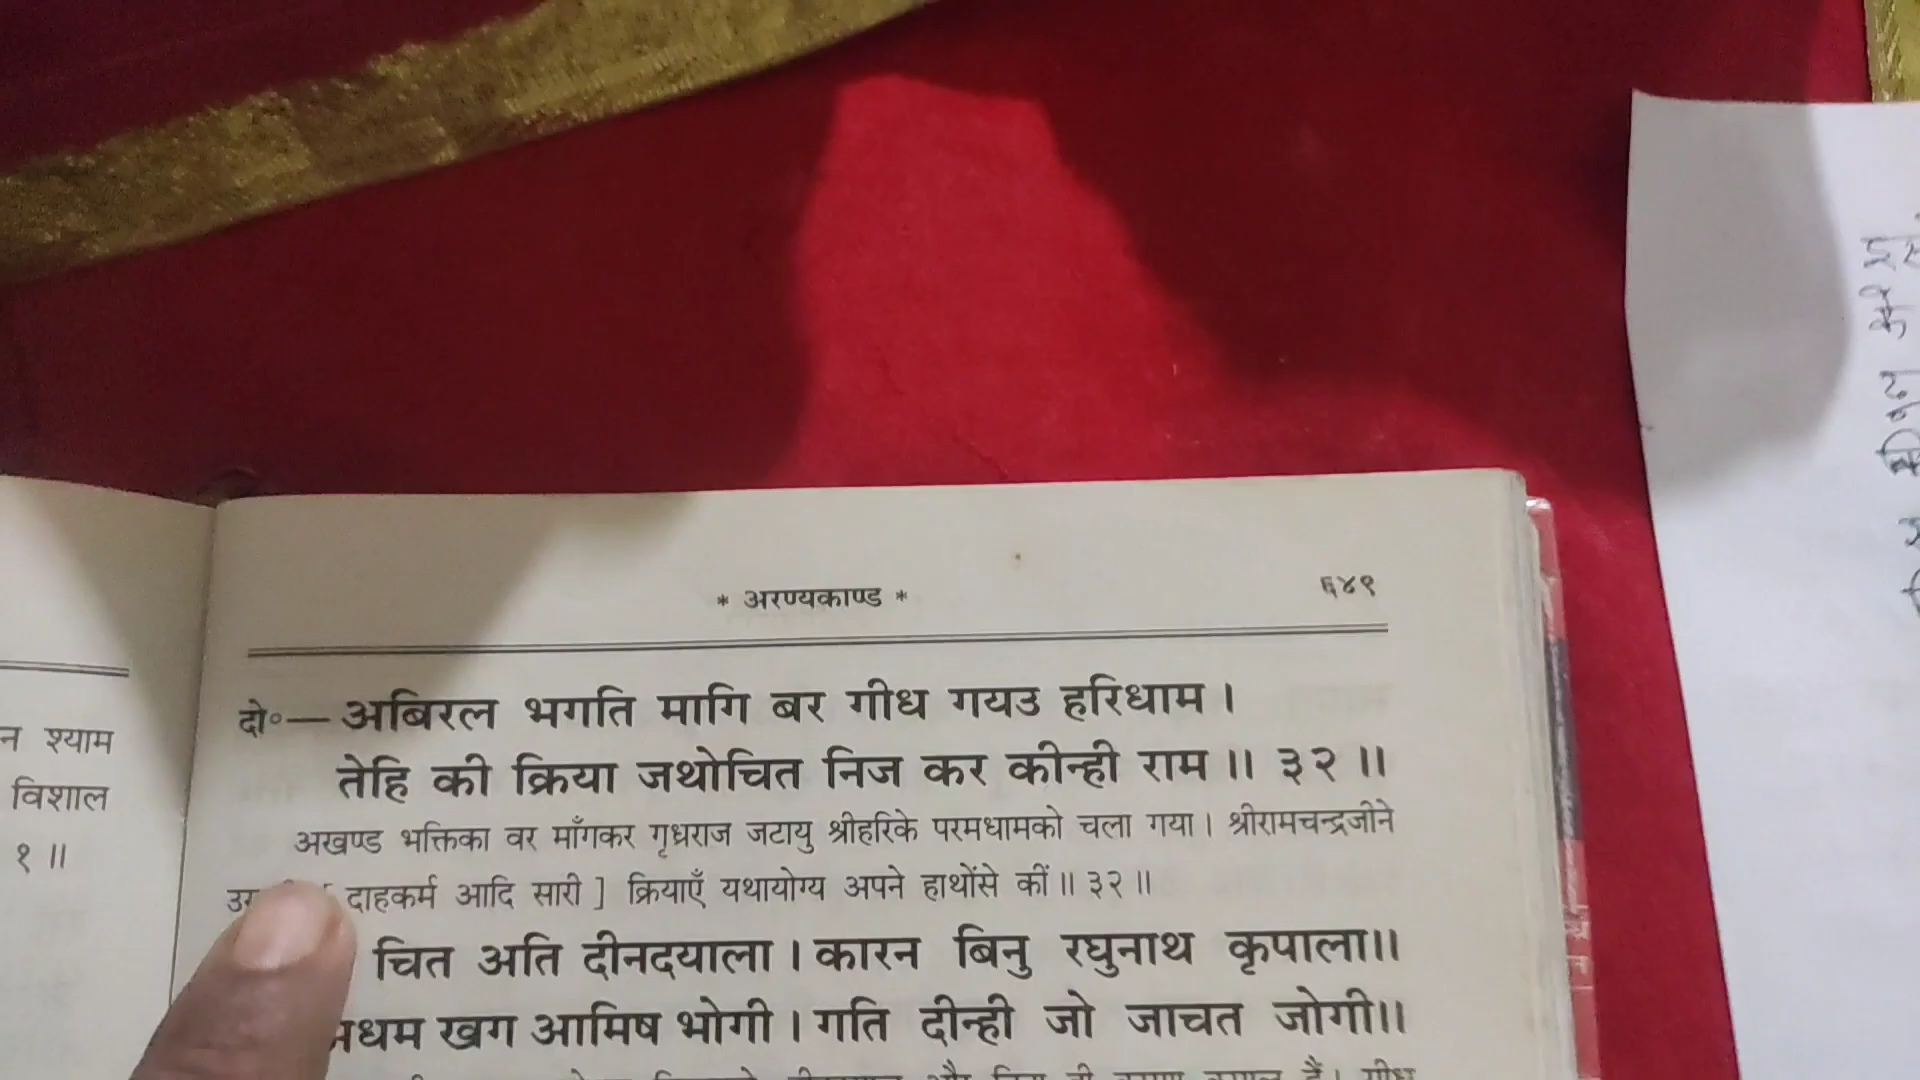 * अरण्यकाण्ड * ६४९
दो०— अबिरल भगति मागि बर गीध गयउ हरिधाम।
तेहि की क्रिया जथोचित निज कर कीन्ही राम॥ ३२॥
अखण्ड भक्तिका वर माँगकर गृध्रराज जटायु श्रीहरिके परमधामको चला गया। श्रीरामचन्द्रजीने
दाहकर्म आदि सारी ] क्रियाएँ यथायोग्य अपने हाथोंसे कीं॥ ३२॥
चित अति दीनदयाला। कारन बिनु रघुनाथ कृपाला॥
खग आमिष भोगी। गति दीन्ही जो जाचत जोगी॥
श्याम
विशाल
१॥